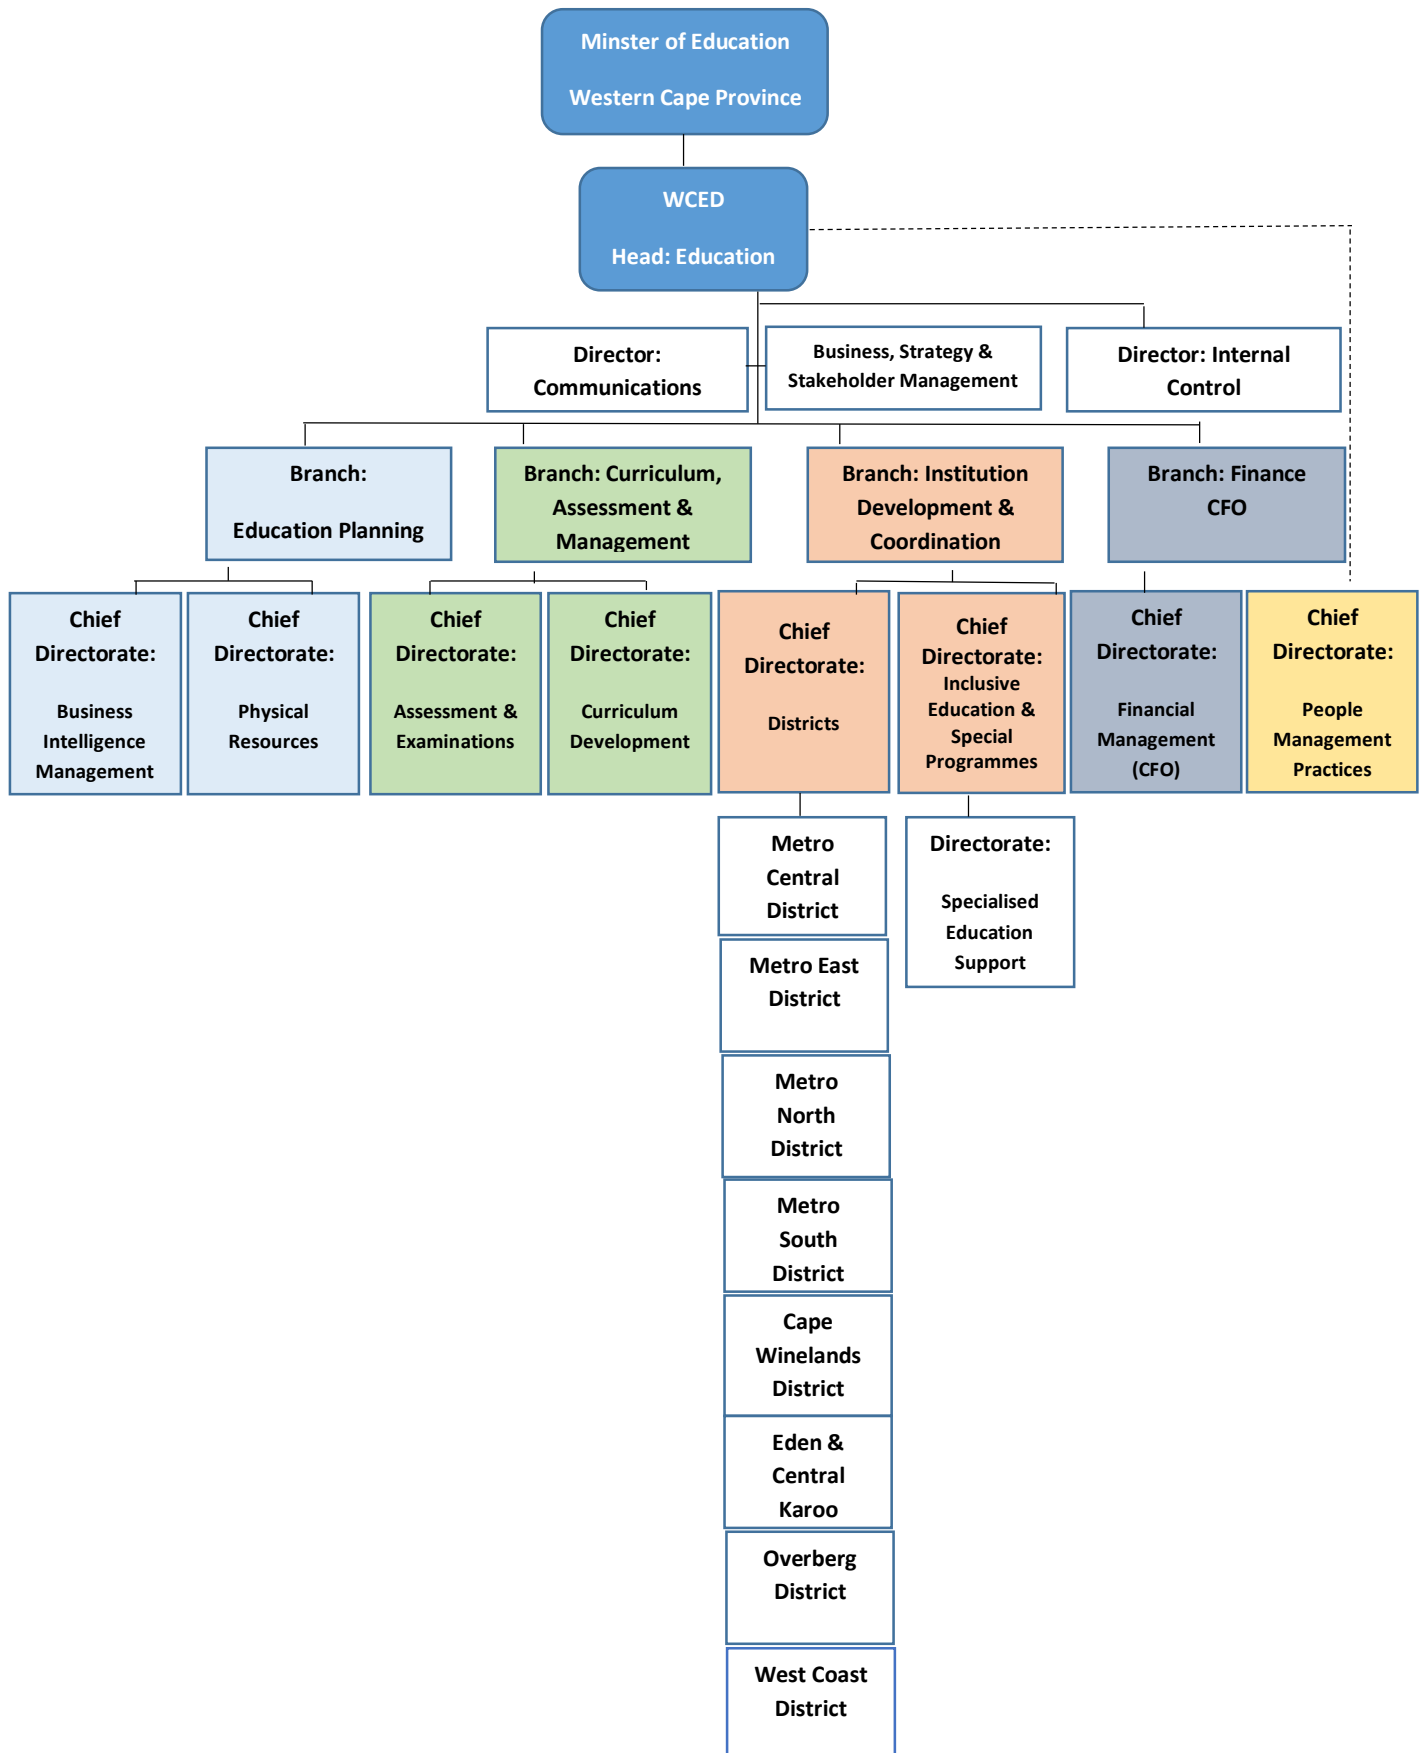 Minster of Education
Western Cape Province
WCED
Head: Education
Director:
Communications
Business, Strategy &
Stakeholder Management
Director: Internal
Control
Branch:
Education Planning
Branch: Curriculum,
Assessment &
Management
Branch: Institution
Development &
Coordination
Branch: Finance
CFO
Chief
Directorate:
Business
Intelligence
Management
Chief
Directorate:
Physical
Resources
Chief
Directorate:
Assessment &
Examinations
Chief
Directorate:
Curriculum
Development
Chief
Directorate:
Districts
Chief
Directorate:
Inclusive
Education &
Special
Programmes
Chief
Directorate:
Financial
Management
(CFO)
Chief
Directorate:
People
Management
Practices
Metro
Central
District
Directorate:
Specialised
Education
Support
Metro East
District
Metro
North
District
Metro
South
District
Cape
Winelands
District
Eden &
Central
Karoo
Overberg
District
West Coast
District